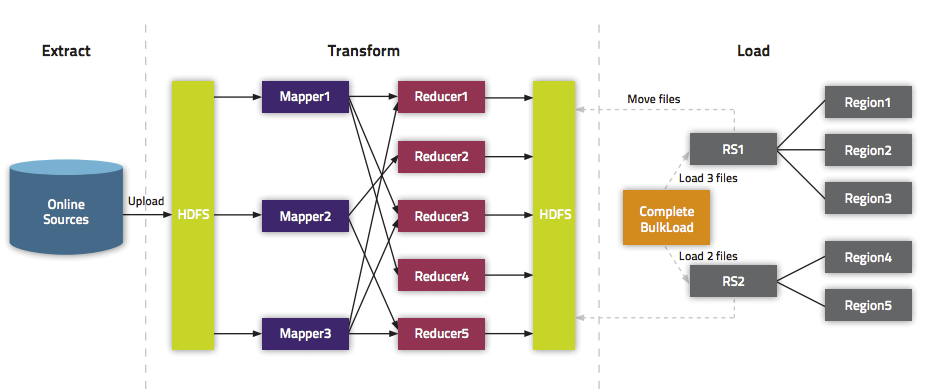 Extract
Transform
Load
Online
Sources
Upload
HDFS
Mapper1
Mapper2
Mapper3
Reducer1
Reducer2
Reducer3
Reducer4
Reducer5
HDFS
Move files
RS1
Load 3 files
Complete
BulkLoad
Load 2 files
RS2
Region1
Region2
Region3
Region4
Region5